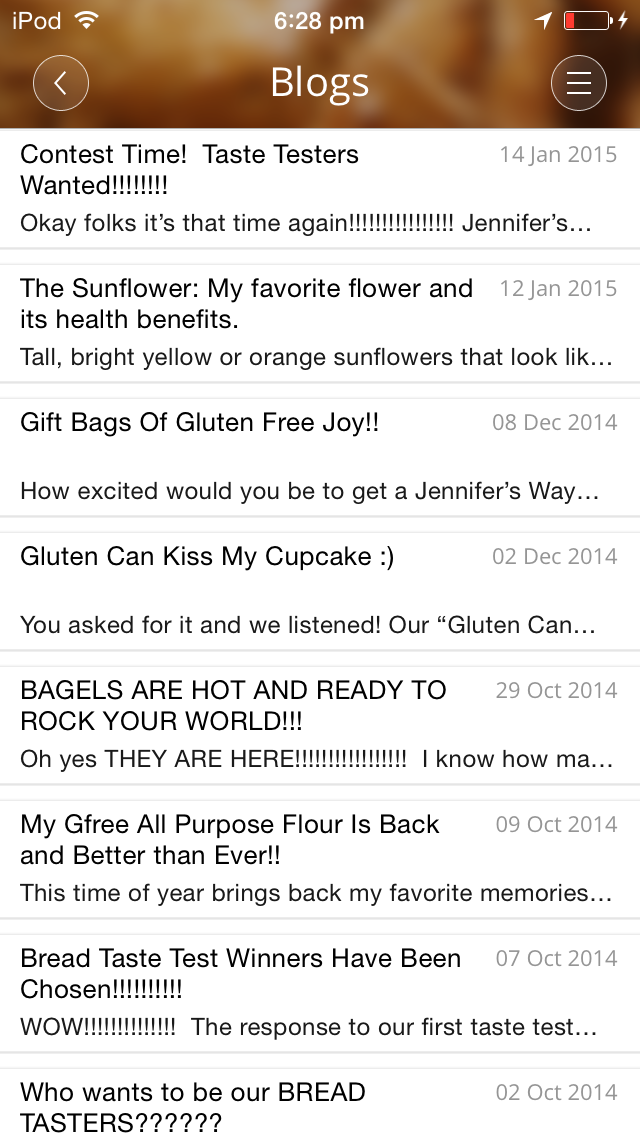 iPod 6:28 pm
Blogs
Contest Time!  Taste Testers 14 Jan 2015
Wanted!!!!!!!!
Okay folks it’s that time again!!!!!!!!!!!!!!!! Jennifer’s…
The Sunflower: My favorite flower and 12 Jan 2015
its health benefits.
Tall, bright yellow or orange sunflowers that look lik…
Gift Bags Of Gluten Free Joy!! 08 Dec 2014
How excited would you be to get a Jennifer’s Way…
Gluten Can Kiss My Cupcake :) 02 Dec 2014
You asked for it and we listened! Our “Gluten Can…
BAGELS ARE HOT AND READY TO 29 Oct 2014
ROCK YOUR WORLD!!!
Oh yes THEY ARE HERE!!!!!!!!!!!!!!!!!  I know how ma…
My Gfree All Purpose Flour Is Back 09 Oct 2014
and Better than Ever!!
This time of year brings back my favorite memories…
Bread Taste Test Winners Have Been 07 Oct 2014
Chosen!!!!!!!!!!
WOW!!!!!!!!!!!!!!  The response to our first taste test…
Who wants to be our BREAD 02 Oct 2014
TASTERS??????